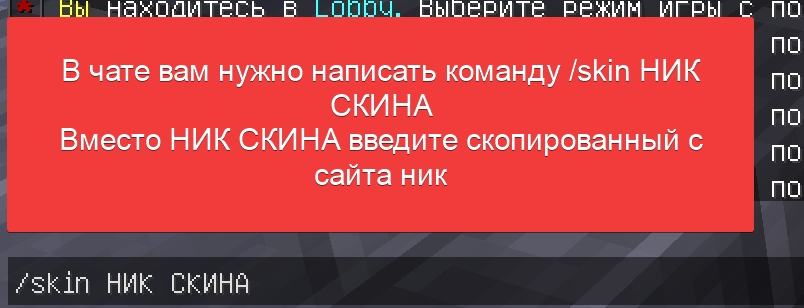 * Вы находитесь в Lobby. Выберите режим игры с по
по
по
по
по
по
В чате вам нужно написать команду /skin НИК
СКИНА
Вместо НИК СКИНА введите скопированный с
сайта ник
/skin НИК СКИНА